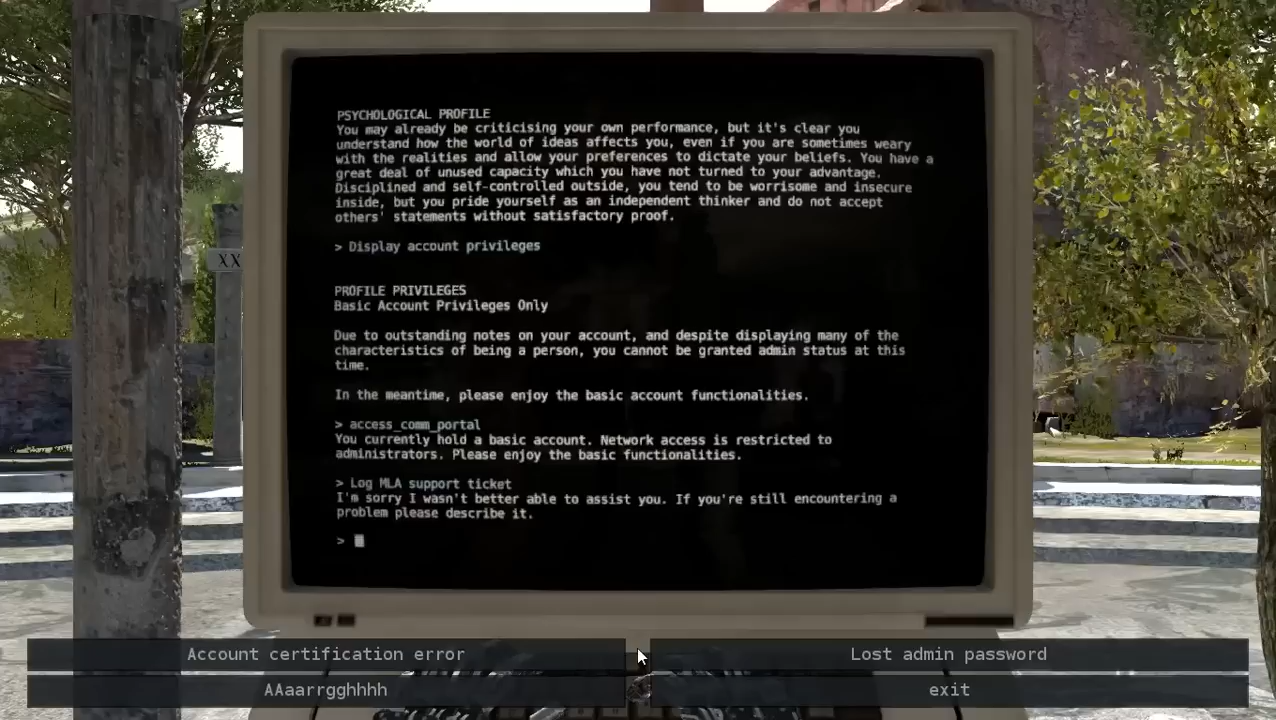 PSYCHOLOGICAL PROFILE
You may already be criticising your own performance, but it's clear you
understand how the world of ideas affects you, even if you are sometimes weary
with the realities and allow your preferences to dictate your beliefs. You have a
great deal of unused capacity which you have not turned to your advantage.
Disciplined and self-controlled outside, you tend to be worrisome and insecure
inside, but you pride yourself as an independent thinker and do not accept
others' statements without satisfactory proof.
> Display account privileges
XX
PROFILE PRIVILEGES
Basic Account Privileges Only
Due to outstanding notes on your account, and despite displaying many of the
characteristics of being a person, you cannot be granted admin status at this
time.
In the meantime, please enjoy the basic account functionalities.
> access_comm_portal
You currently hold a basic account. Network access is restricted to
administrators. Please enjoy the basic functionalities.
> Log MLA support ticket
I'm sorry I wasn't better able to assist you. If you're still encountering a
problem please describe it.
>
Account certification error
Lost admin password
AAaarrgghhhh
exit